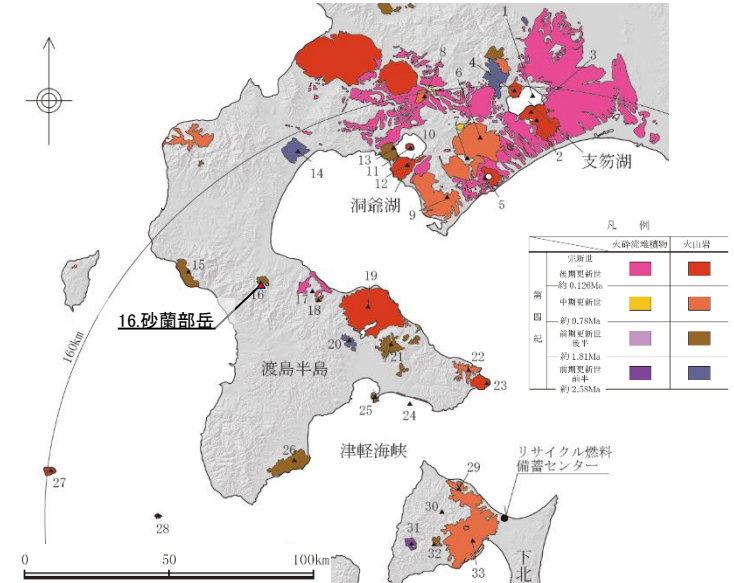 1
8
3
4
6
10
13
11
12
14
2
支笏湖
洞爺湖
9
5
凡 例
火砕流堆積物 火山岩
完新世
～
後期更新世
約 0.126Ma
第四紀
中期更新世
約 0.78Ma
前期更新世
後半
約 1.81Ma
前期更新世
前半
約 2.58Ma
15
16
17
18
19
16.砂蘭部岳
20
21
渡島半島
22
23
160km
25
24
津軽海峡
26
リサイクル燃料
備蓄センター
27
28
29
30
31
32
33
下北
0 50 100km